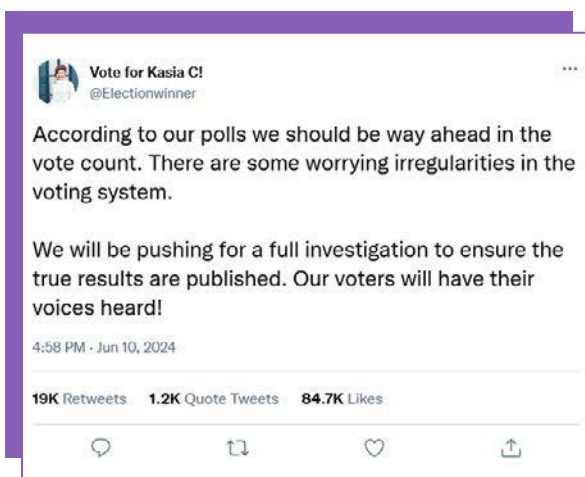 Vote for Kasia C!
@Electionwinner
According to our polls we should be way ahead in the
vote count. There are some worrying irregularities in the
voting system.
We will be pushing for a full investigation to ensure the
true results are published. Our voters will have their
voices heard!
4:58 PM · Jun 10, 2024
19K Retweets 1.2K Quote Tweets 84.7K Likes